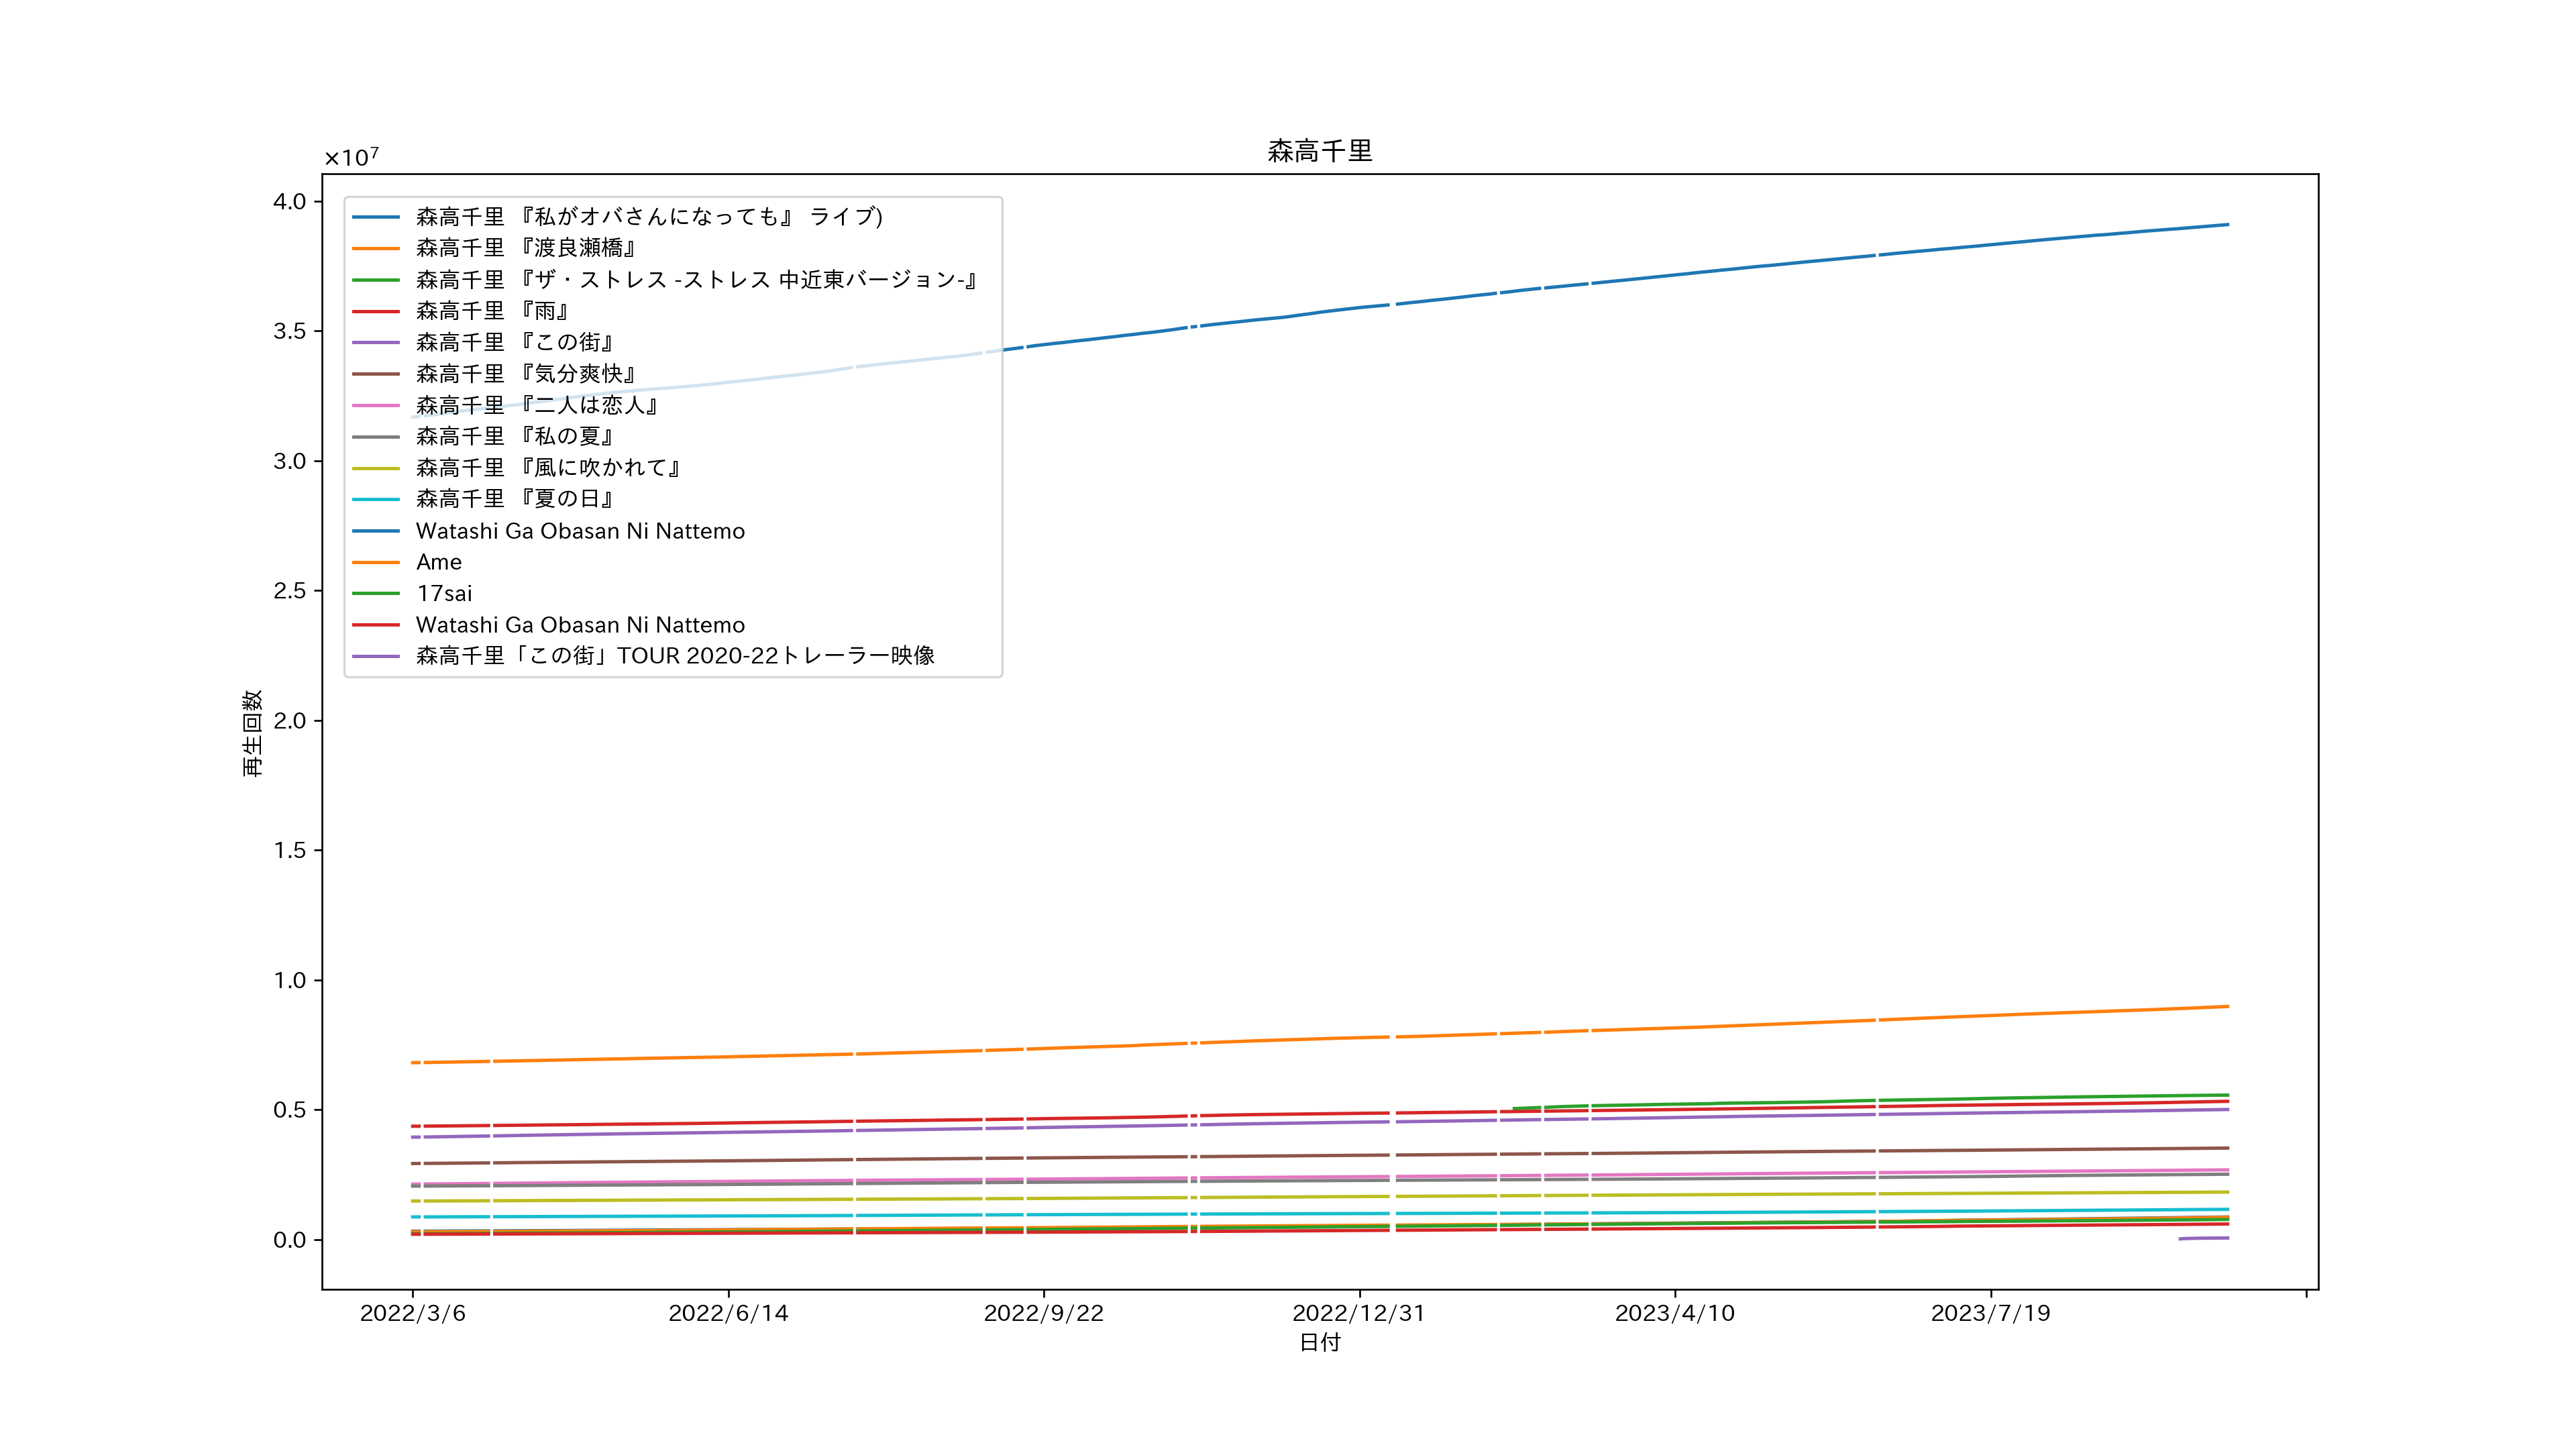 森高千里
×10⁷
4.0
3.5
3.0
2.5
2.0
1.5
1.0
0.5
0.0
再生回数
森高千里 『私がオバさんになっても』 ライブ)
森高千里 『渡良瀬橋』
森高千里 『ザ・ストレス -ストレス 中近東バージョン-』
森高千里 『雨』
森高千里 『この街』
森高千里 『気分爽快』
森高千里 『二人は恋人』
森高千里 『私の夏』
森高千里 『風に吹かれて』
森高千里 『夏の日』
Watashi Ga Obasan Ni Nattemo
Ame
17sai
Watashi Ga Obasan Ni Nattemo
森高千里「この街」TOUR 2020-22トレーラー映像
2022/3/6 2022/6/14 2022/9/22 2022/12/31 2023/4/10 2023/7/19
日付